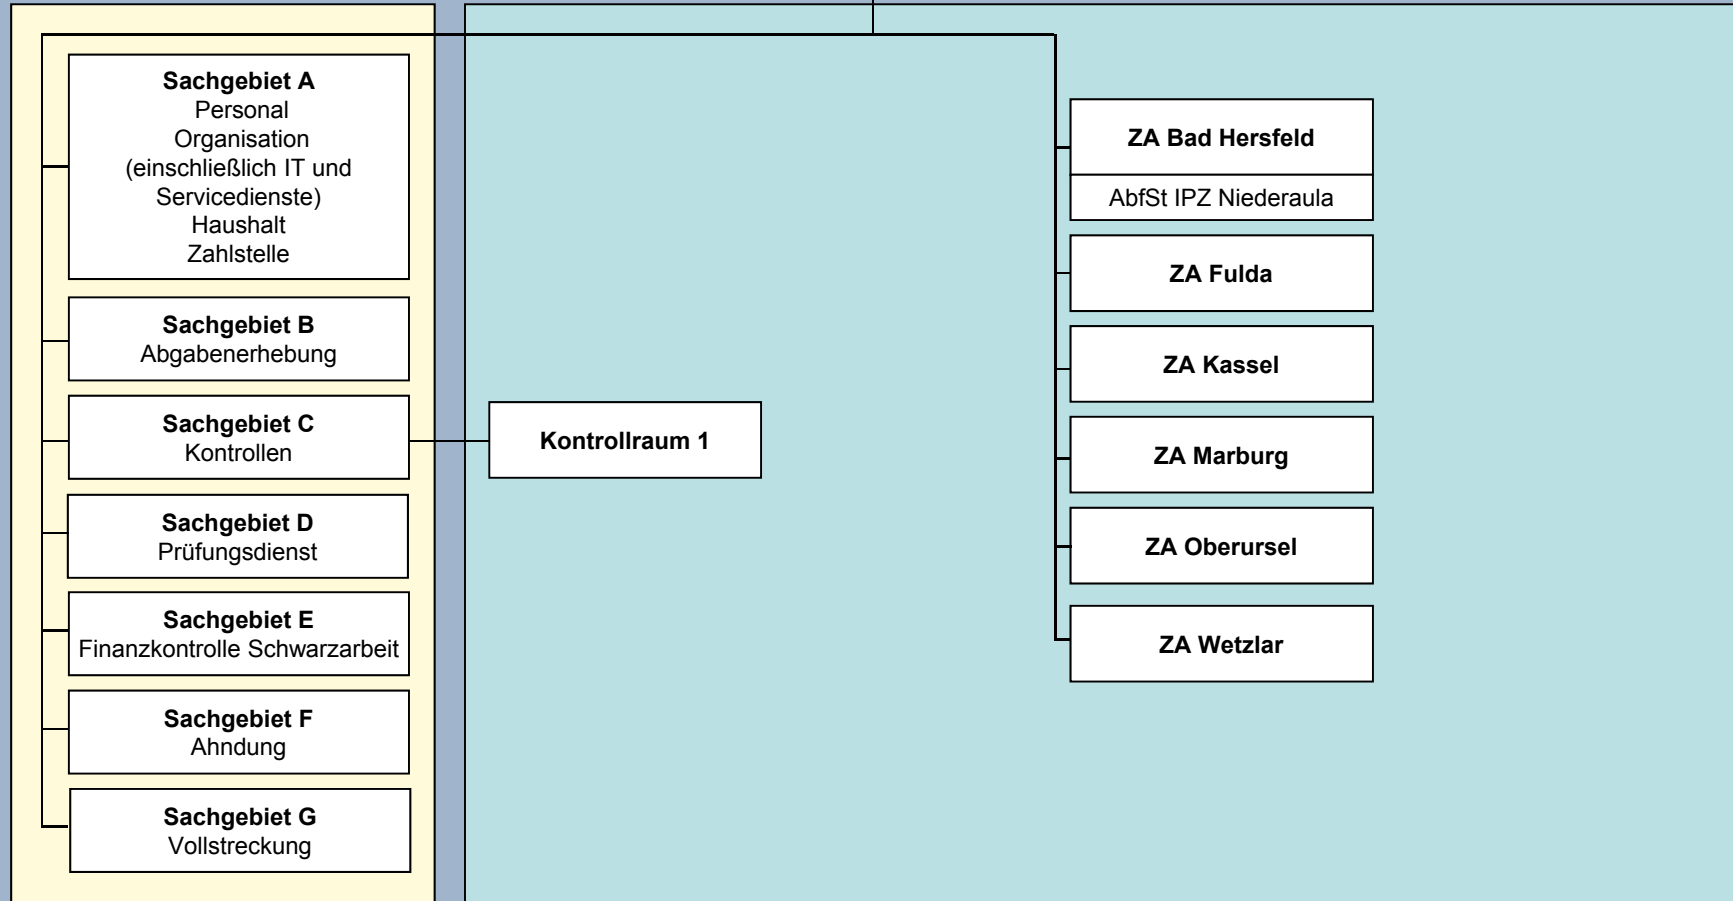 Sachgebiet A
Personal
Organisation
(einschließlich IT und
Servicedienste)
Haushalt
Zahlstelle
Sachgebiet B
Abgabenerhebung
Sachgebiet C
Kontrollen
Sachgebiet D
Prüfungsdienst
Sachgebiet E
Finanzkontrolle Schwarzarbeit
Sachgebiet F
Ahndung
Sachgebiet G
Vollstreckung
Kontrollraum 1
ZA Bad Hersfeld
AbfSt IPZ Niederaula
ZA Fulda
ZA Kassel
ZA Marburg
ZA Oberursel
ZA Wetzlar